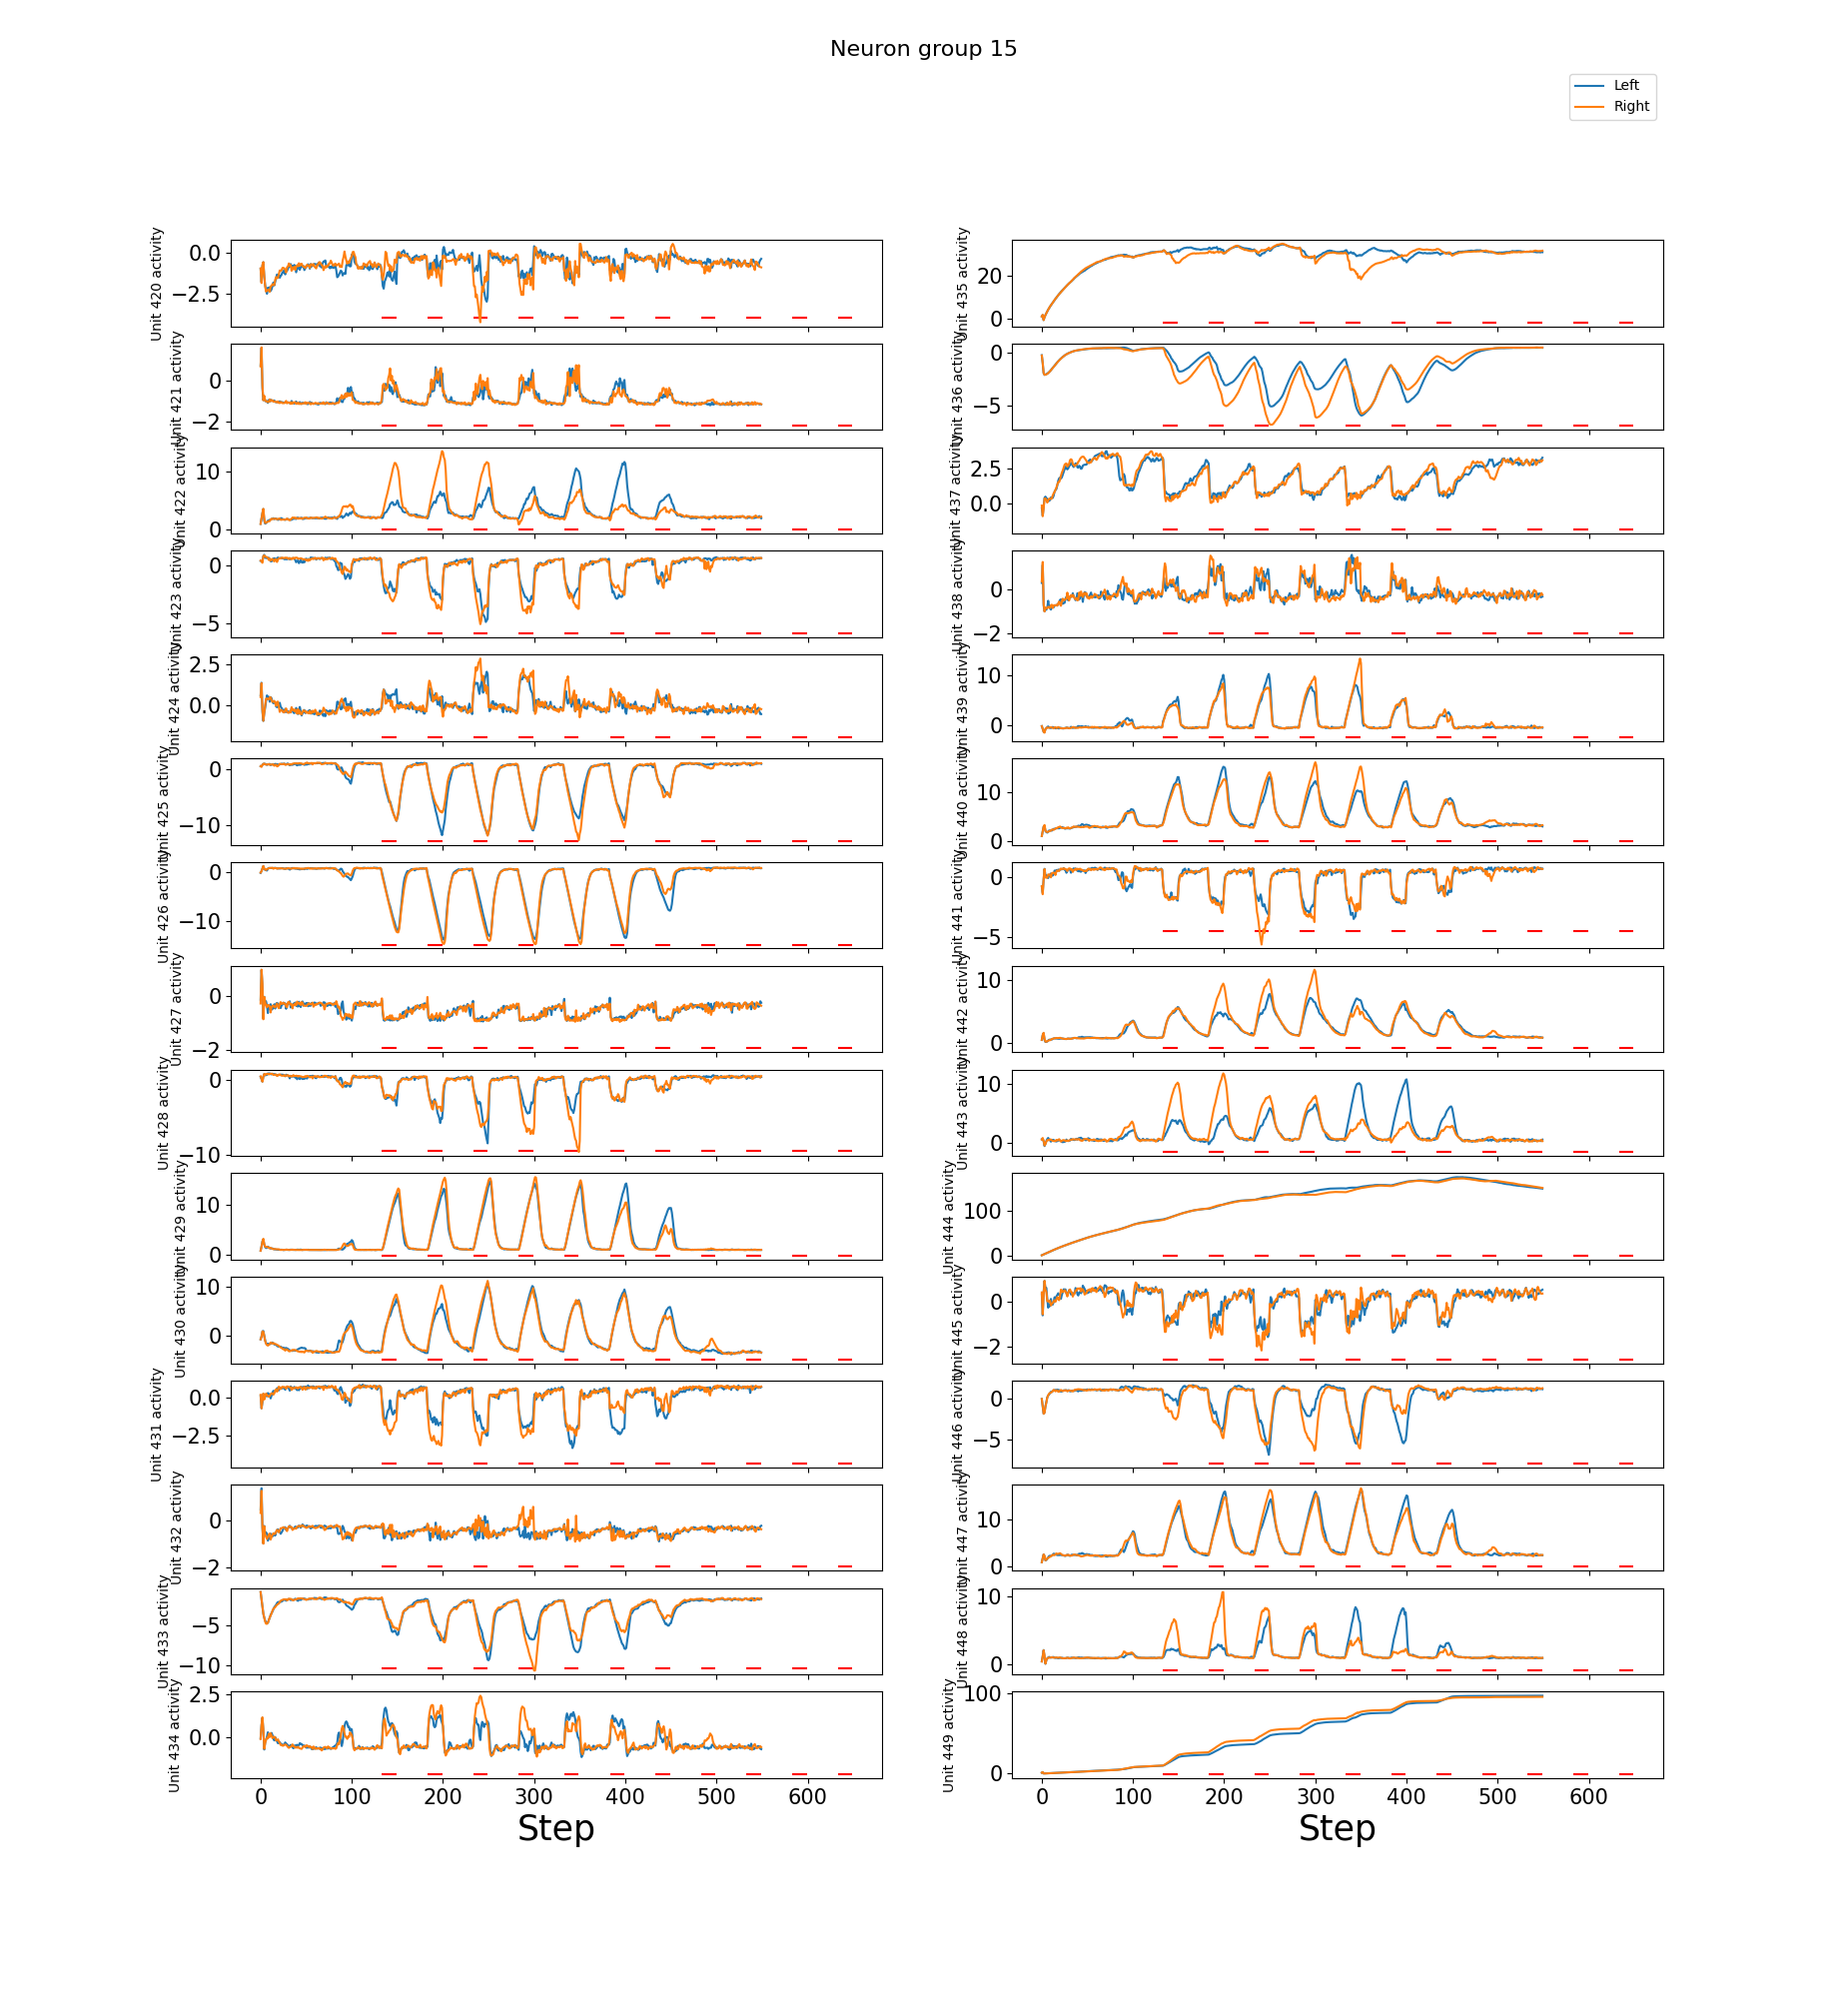 Neuron group 15
Left
Right
Unit 420 activity
0.0
−2.5
Unit 421 activity
0
−2
Unit 422 activity
10
0
Unit 423 activity
0
−5
Unit 424 activity
2.5
0.0
Unit 425 activity
0
−10
Unit 426 activity
0
−10
Unit 427 activity
0
−2
Unit 428 activity
0
−10
Unit 429 activity
10
0
Unit 430 activity
10
0
Unit 431 activity
0.0
−2.5
Unit 432 activity
0
−2
Unit 433 activity
−5
−10
Unit 434 activity
2.5
0.0
0 100 200 300 400 500 600
Step
Unit 435 activity
20
0
Unit 436 activity
0
−5
Unit 437 activity
2.5
0.0
Unit 438 activity
0
−2
Unit 439 activity
10
0
Unit 440 activity
10
0
Unit 441 activity
0
−5
Unit 442 activity
10
0
Unit 443 activity
10
0
Unit 444 activity
100
0
Unit 445 activity
0
−2
Unit 446 activity
0
−5
Unit 447 activity
10
0
Unit 448 activity
10
0
Unit 449 activity
100
0
0 100 200 300 400 500 600
Step